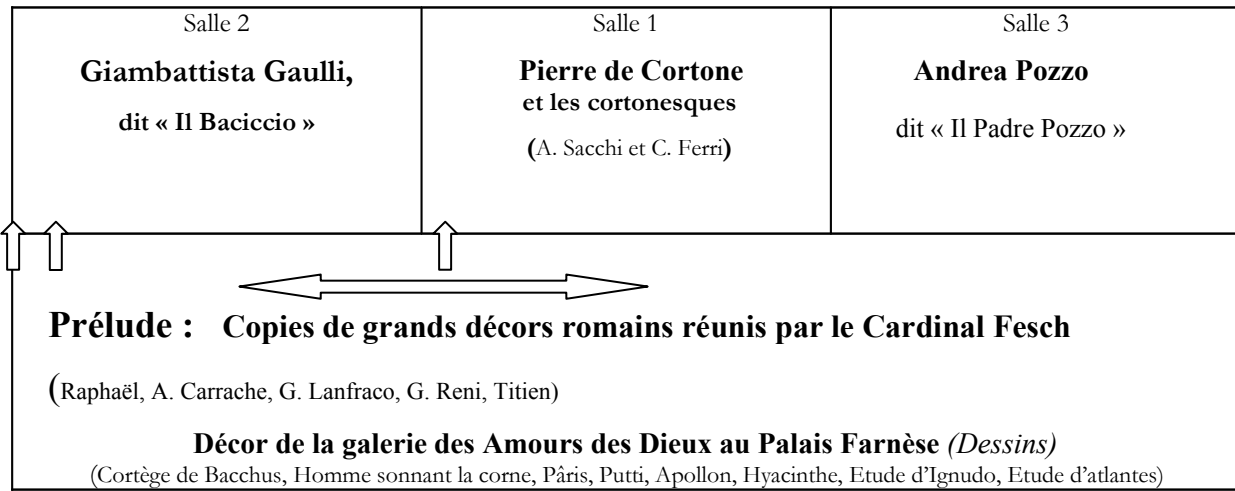 Salle 2
Giambattista Gaulli,
dit « Il Baciccio »
Salle 1
Pierre de Cortone
et les cortonesques
(A. Sacchi et C. Ferri)
Salle 3
Andrea Pozzo
dit « Il Padre Pozzo »
Prélude : Copies de grands décors romains réunis par le Cardinal Fesch
(Raphaël, A. Carrache, G. Lanfraco, G. Reni, Titien)
Décor de la galerie des Amours des Dieux au Palais Farnèse (Dessins)
(Cortège de Bacchus, Homme sonnant la corne, Pâris, Putti, Apollon, Hyacinthe, Etude d’Ignudo, Etude d’atlantes)